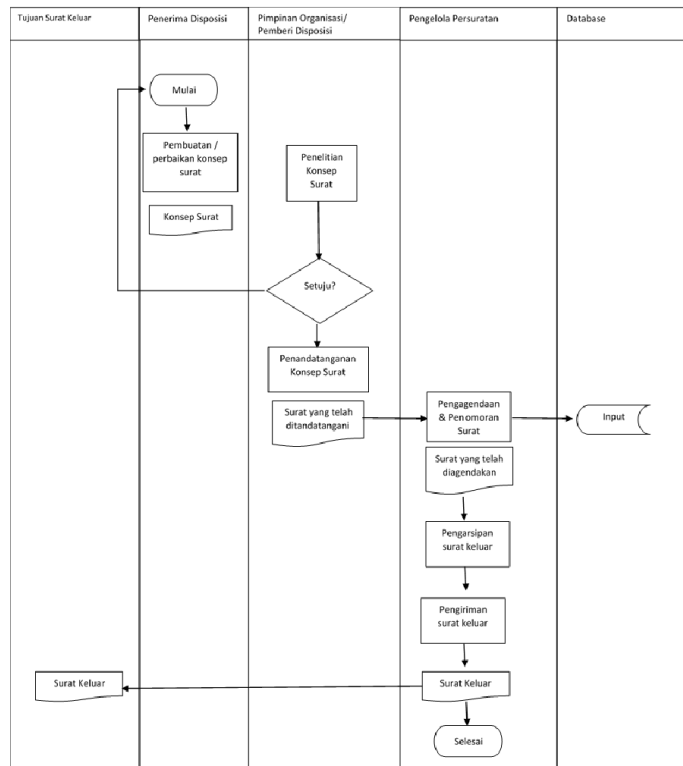 Tujuan Surat Keluar
Penerima Disposisi
Pimpinan Organisasi/
Pemberi Disposisi
Pengelola Persuratan
Database
Mulai
Pembuatan /
perbaikan konsep
surat
Penelitian
Konsep
Surat
Konsep Surat
Setuju?
Penandatanganan
Konsep Surat
Surat yang telah
ditandatangani
Pengagendaan
& Penomoran
Surat
Input
Surat yang telah
diagendakan
Pengarsipan
surat keluar
Pengiriman
surat keluar
Surat Keluar
Surat Keluar
Selesai